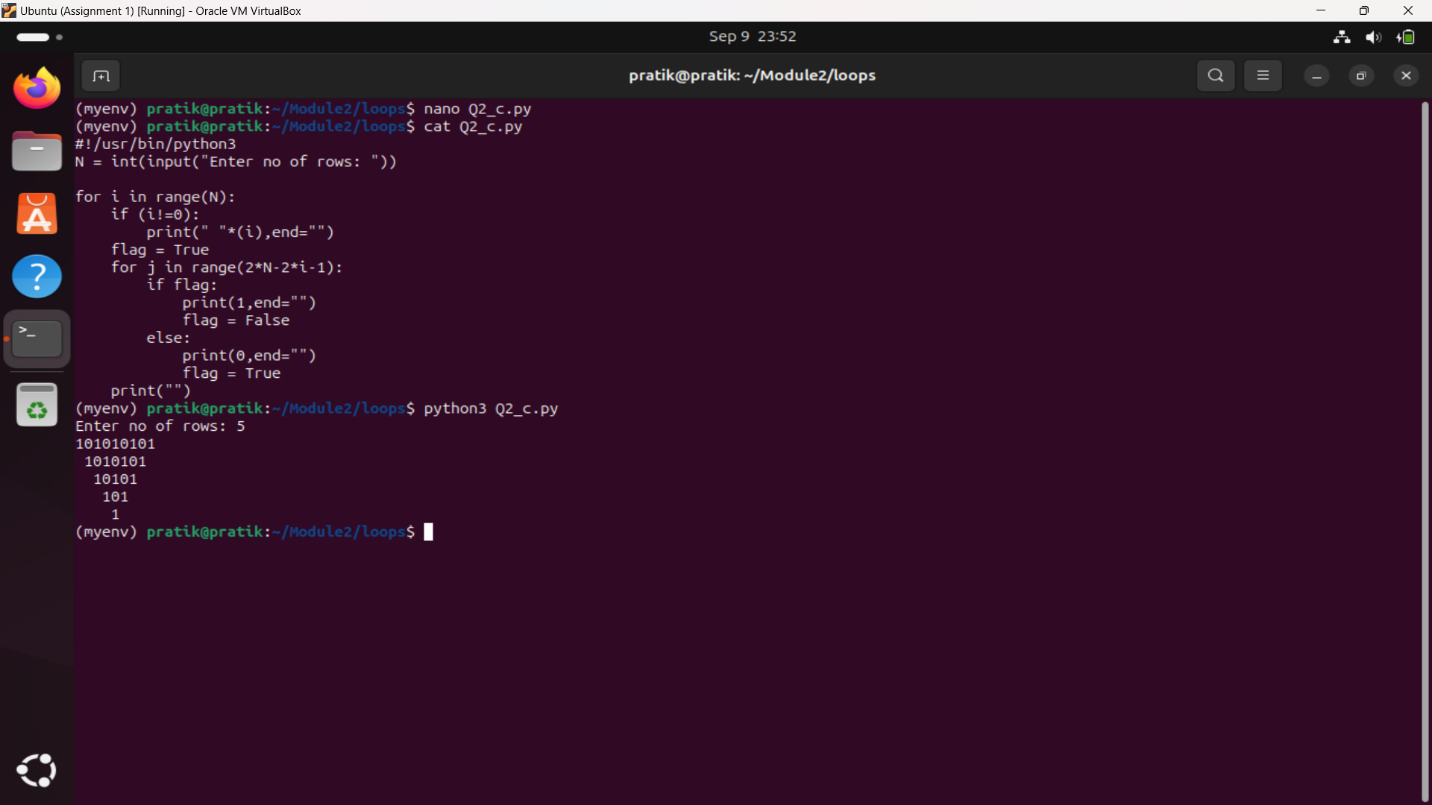 Ubuntu (Assignment 1) [Running] - Oracle VM VirtualBox
Sep 9 23:52
pratik@pratik: ~/Module2/loops
(myenv) pratik@pratik:~/Module2/loops$ nano Q2_c.py
(myenv) pratik@pratik:~/Module2/loops$ cat Q2_c.py
#!/usr/bin/python3
N = int(input("Enter no of rows: "))

for i in range(N):
    if (i!=0):
        print(" "*(i),end="")
    flag = True
    for j in range(2*N-2*i-1):
        if flag:
            print(1,end="")
            flag = False
        else:
            print(0,end="")
            flag = True
    print("")
(myenv) pratik@pratik:~/Module2/loops$ python3 Q2_c.py
Enter no of rows: 5
101010101
 1010101
  10101
   101
    1
(myenv) pratik@pratik:~/Module2/loops$